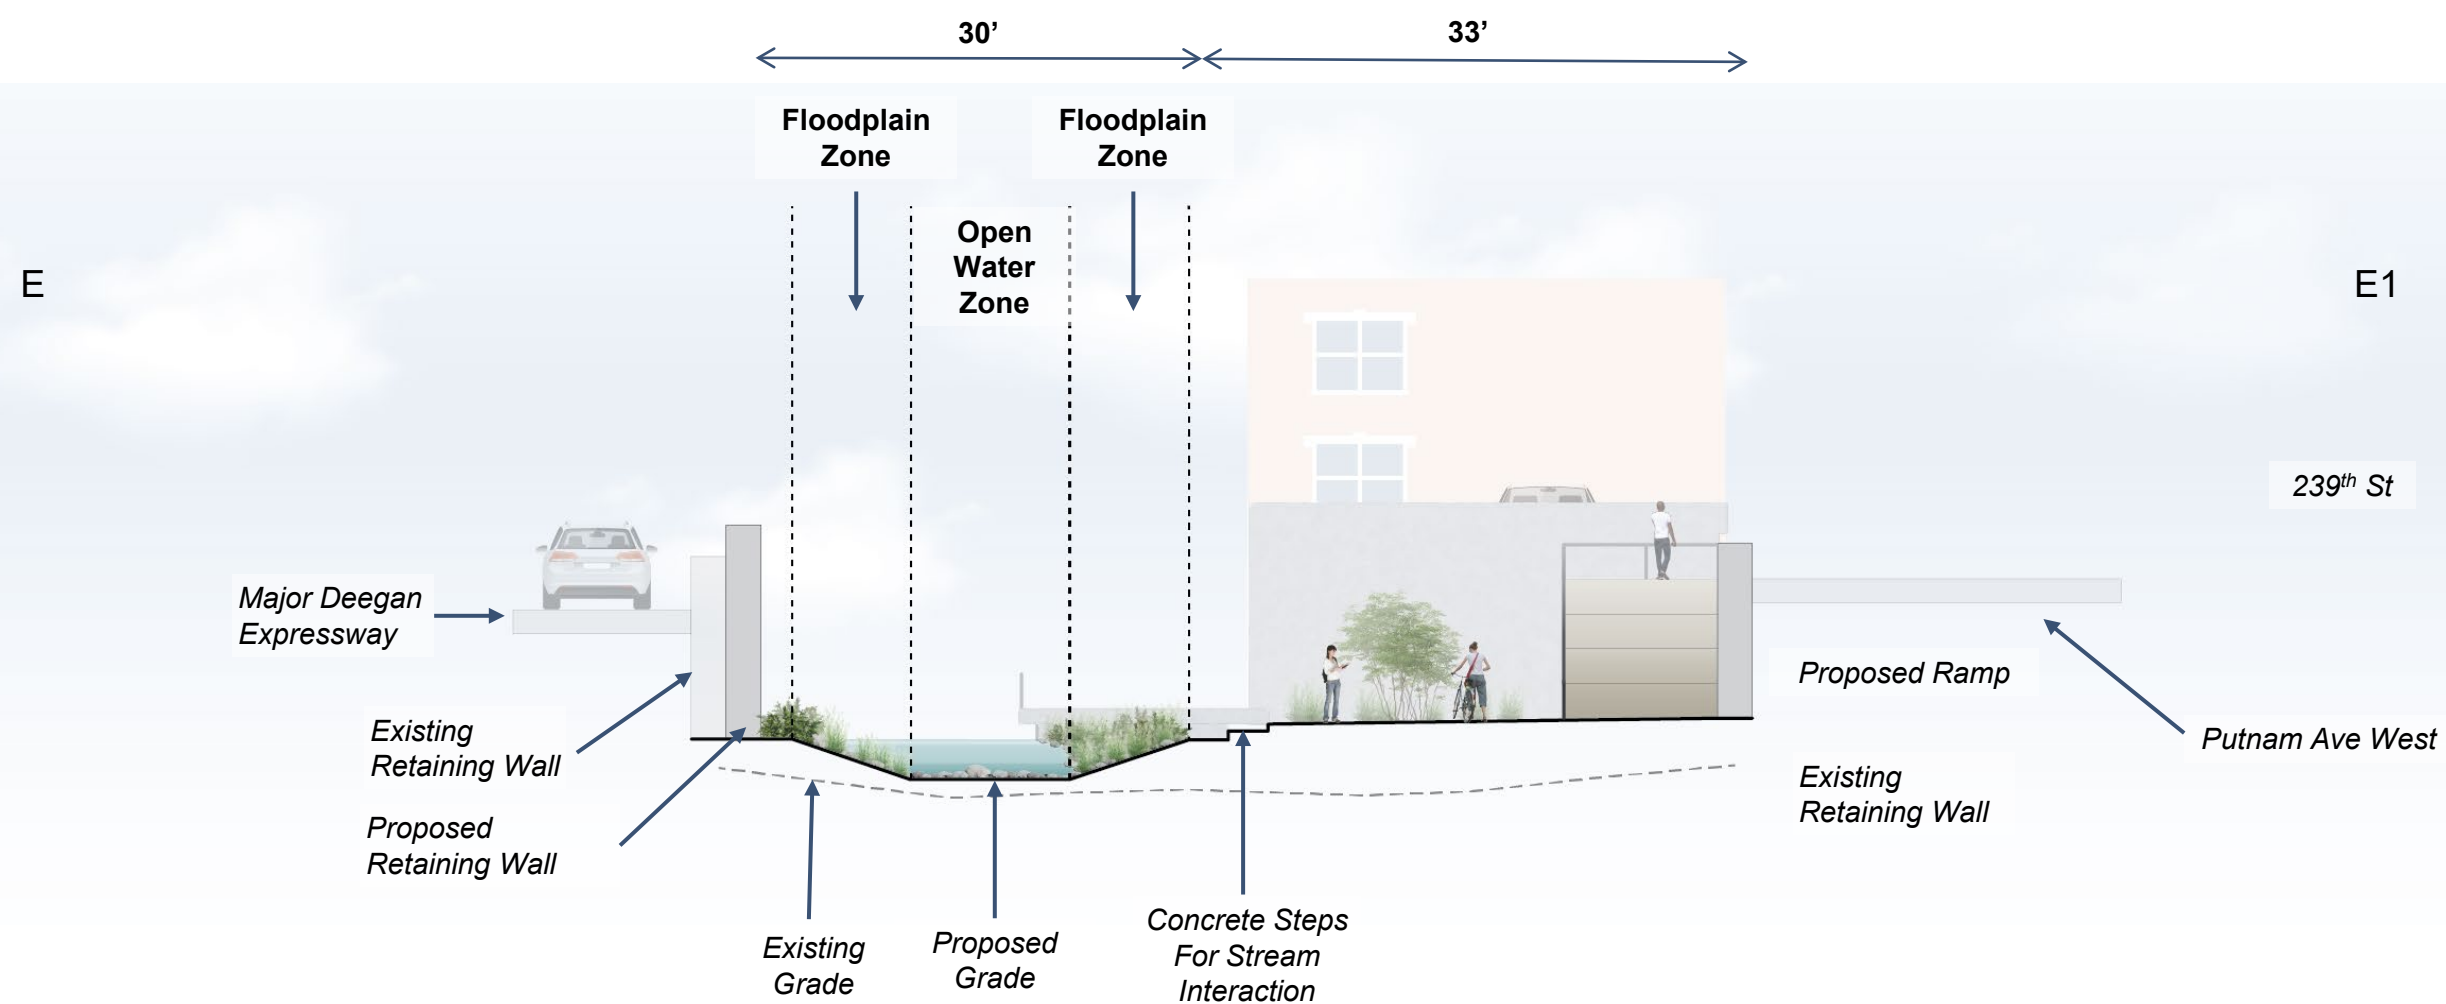 30’
33’
Floodplain
Zone
Floodplain
Zone
Open
Water
Zone
E
E1
239th St
Major Deegan
Expressway
Proposed Ramp
Existing
Retaining Wall
Putnam Ave West
Existing
Retaining Wall
Proposed
Retaining Wall
Existing
Grade
Proposed
Grade
Concrete Steps
For Stream
Interaction